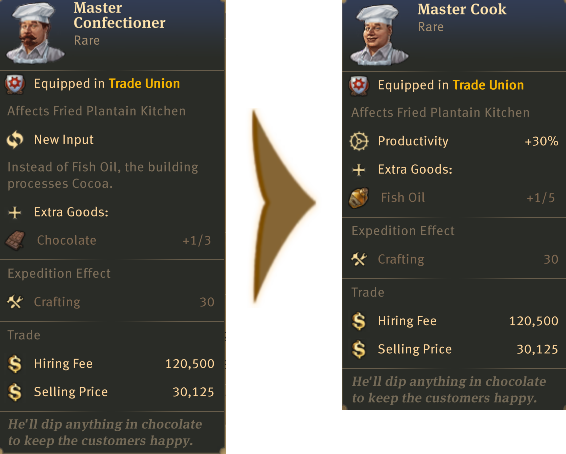 Master
Confectioner
Rare
Equipped in Trade Union
Affects Fried Plantain Kitchen
New Input
Instead of Fish Oil, the building
processes Cocoa.
Extra Goods:
Chocolate +1/3
Expedition Effect
Crafting 30
Trade
Hiring Fee 120,500
Selling Price 30,125
He'll dip anything in chocolate
to keep the customers happy.
Master Cook
Rare
Equipped in Trade Union
Affects Fried Plantain Kitchen
Productivity +30%
Extra Goods:
Fish Oil +1/5
Expedition Effect
Crafting 30
Trade
Hiring Fee 120,500
Selling Price 30,125
He'll dip anything in chocolate
to keep the customers happy.